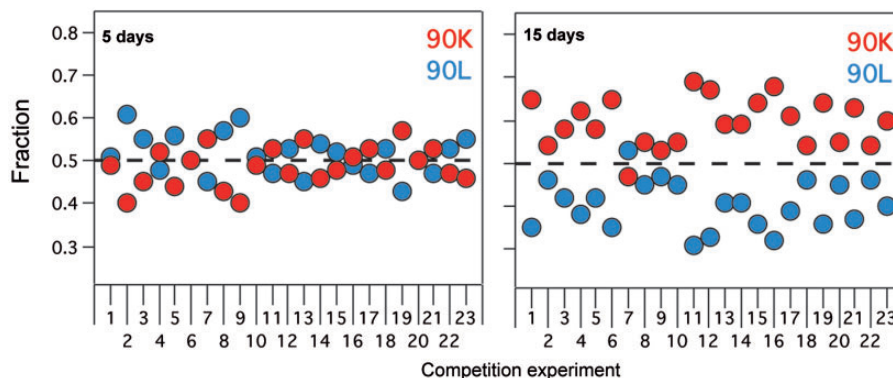 5 days
90K
90L
0.8
0.7
0.6
0.5
0.4
0.3
Fraction
1 3 5 7 9 11 13 15 17 19 21 23
2 4 6 8 10 12 14 16 18 20 22
15 days
90K
90L
1 3 5 7 9 11 13 15 17 19 21 23
2 4 6 8 10 12 14 16 18 20 22
Competition experiment